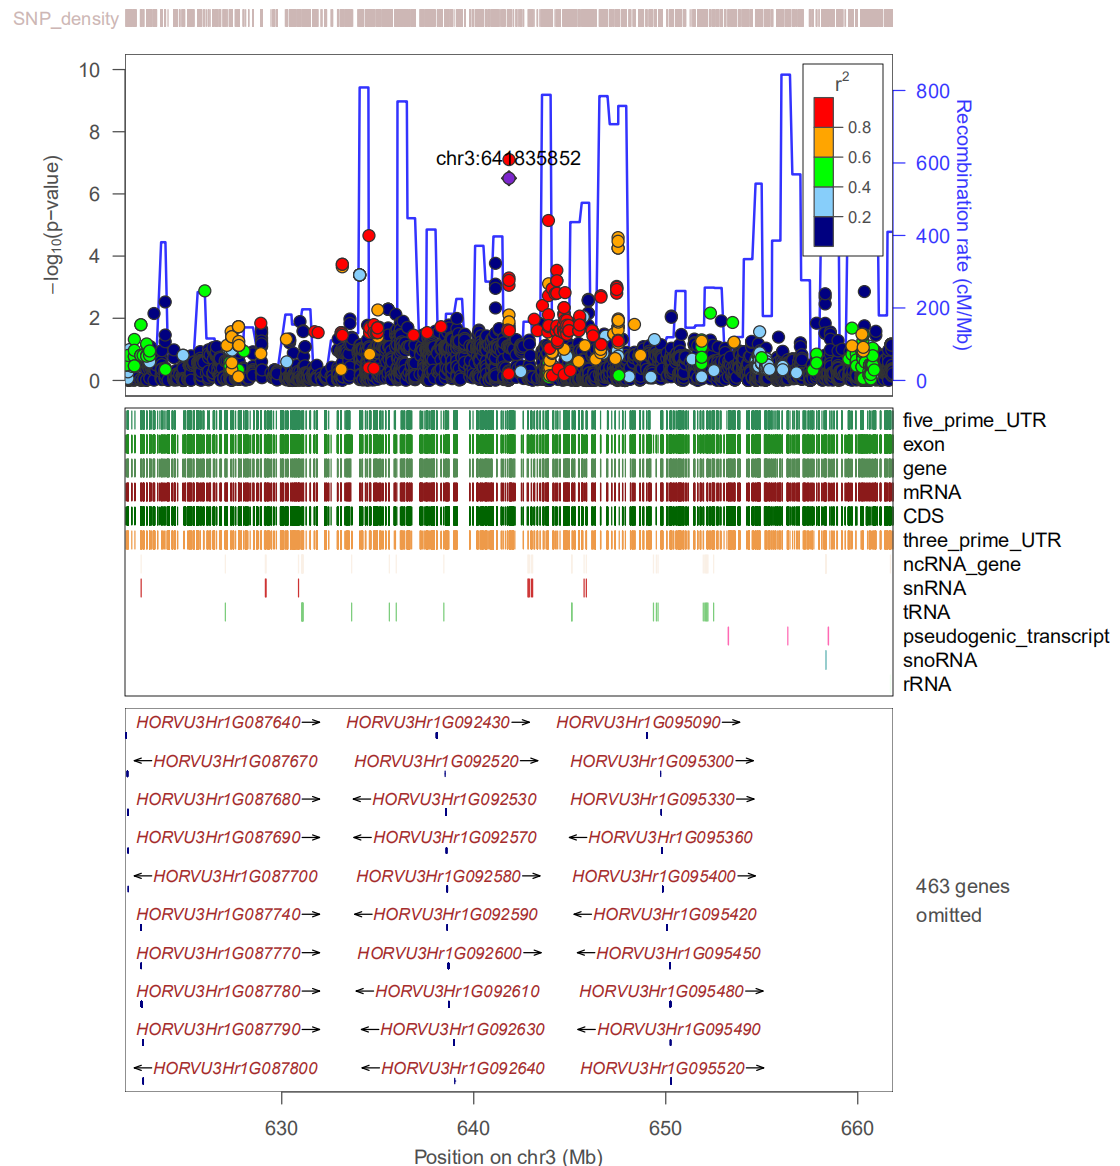 SNP_density
10
8
6
4
2
0
−log10(p−value)
chr3:641835852
r2
0.8
0.6
0.4
0.2
800
600
400
200
0
Recombination rate (cM/Mb)
five_prime_UTR
exon
gene
mRNA
CDS
three_prime_UTR
ncRNA_gene
snRNA
tRNA
pseudogenic_transcript
snoRNA
rRNA
HORVU3Hr1G087640 HORVU3Hr1G092430 HORVU3Hr1G095090
HORVU3Hr1G087670 HORVU3Hr1G092520 HORVU3Hr1G095300
HORVU3Hr1G087680 HORVU3Hr1G092530 HORVU3Hr1G095330
HORVU3Hr1G087690 HORVU3Hr1G092570 HORVU3Hr1G095360
HORVU3Hr1G087700 HORVU3Hr1G092580 HORVU3Hr1G095400
HORVU3Hr1G087740 HORVU3Hr1G092590 HORVU3Hr1G095420
HORVU3Hr1G087770 HORVU3Hr1G092600 HORVU3Hr1G095450
HORVU3Hr1G087780 HORVU3Hr1G092610 HORVU3Hr1G095480
HORVU3Hr1G087790 HORVU3Hr1G092630 HORVU3Hr1G095490
HORVU3Hr1G087800 HORVU3Hr1G092640 HORVU3Hr1G095520
463 genes
omitted
630 640 650 660
Position on chr3 (Mb)